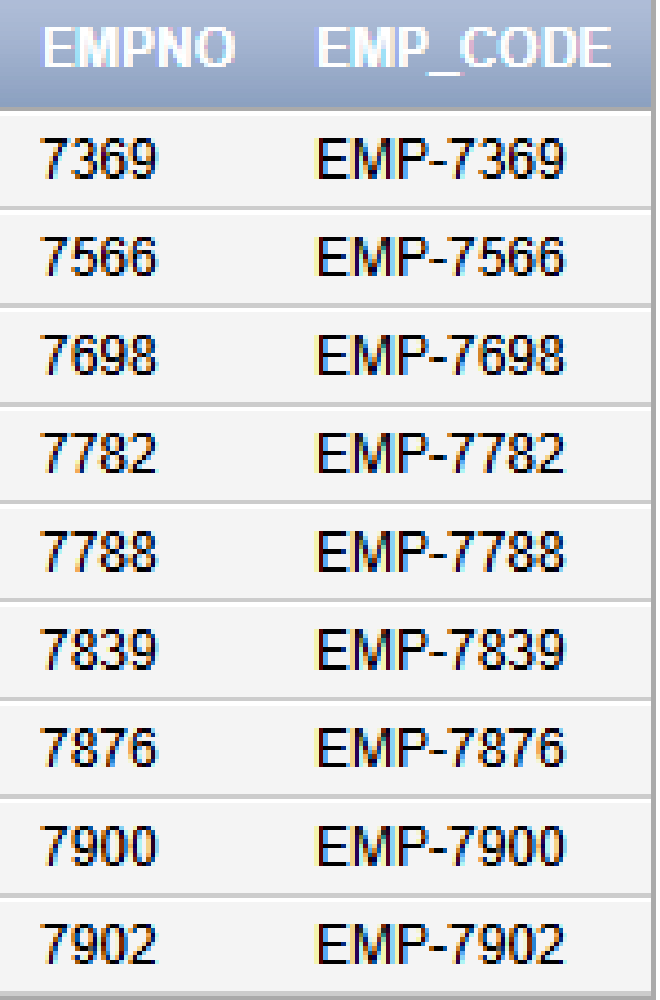 EMPNO EMP_CODE
7369 EMP-7369
7566 EMP-7566
7698 EMP-7698
7782 EMP-7782
7788 EMP-7788
7839 EMP-7839
7876 EMP-7876
7900 EMP-7900
7902 EMP-7902